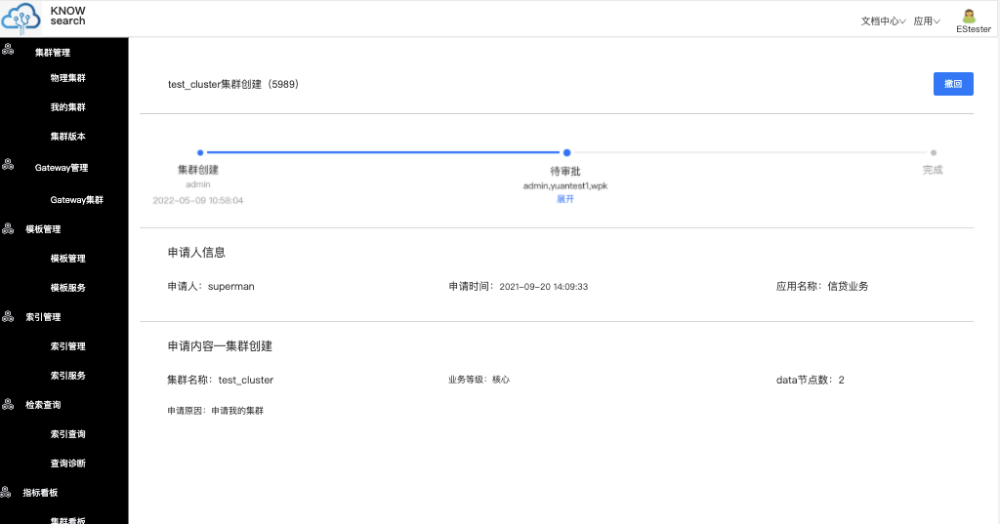 KNOW
search
文档中心 应用
EStester
集群管理
物理集群
我的集群
集群版本
Gateway管理
Gateway集群
模板管理
模板管理
模板服务
索引管理
索引管理
索引服务
检索查询
索引查询
查询诊断
指标看板
集群看板
test_cluster集群创建（5989）
撤回
集群创建
admin
2022-05-09 10:58:04
待审批
admin,yuantest1,wpk
展开
完成
申请人信息
申请人：superman 申请时间：2021-09-20 14:09:33 应用名称：信贷业务
申请内容—集群创建
集群名称：test_cluster 业务等级：核心 data节点数：2
申请原因：申请我的集群